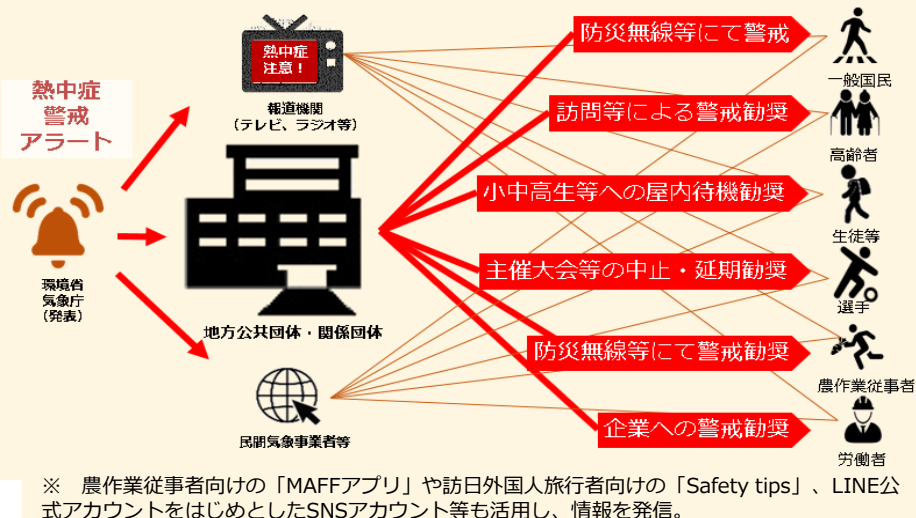 熱中症
警戒
アラート
環境省
気象庁
（発表）
熱中症
注意！
報道機関
（テレビ、ラジオ等）
地方公共団体・関係団体
民間気象事業者等
防災無線等にて警戒
訪問等による警戒勧奨
小中高生等への屋内待機勧奨
主催大会等の中止・延期勧奨
防災無線等にて警戒勧奨
企業への警戒勧奨
一般国民
高齢者
生徒等
選手
農作業従事者
労働者
※　農作業従事者向けの「MAFFアプリ」や訪日外国人旅行者向けの「Safety tips」、LINE公
式アカウントをはじめとしたSNSアカウント等も活用し、情報を発信。